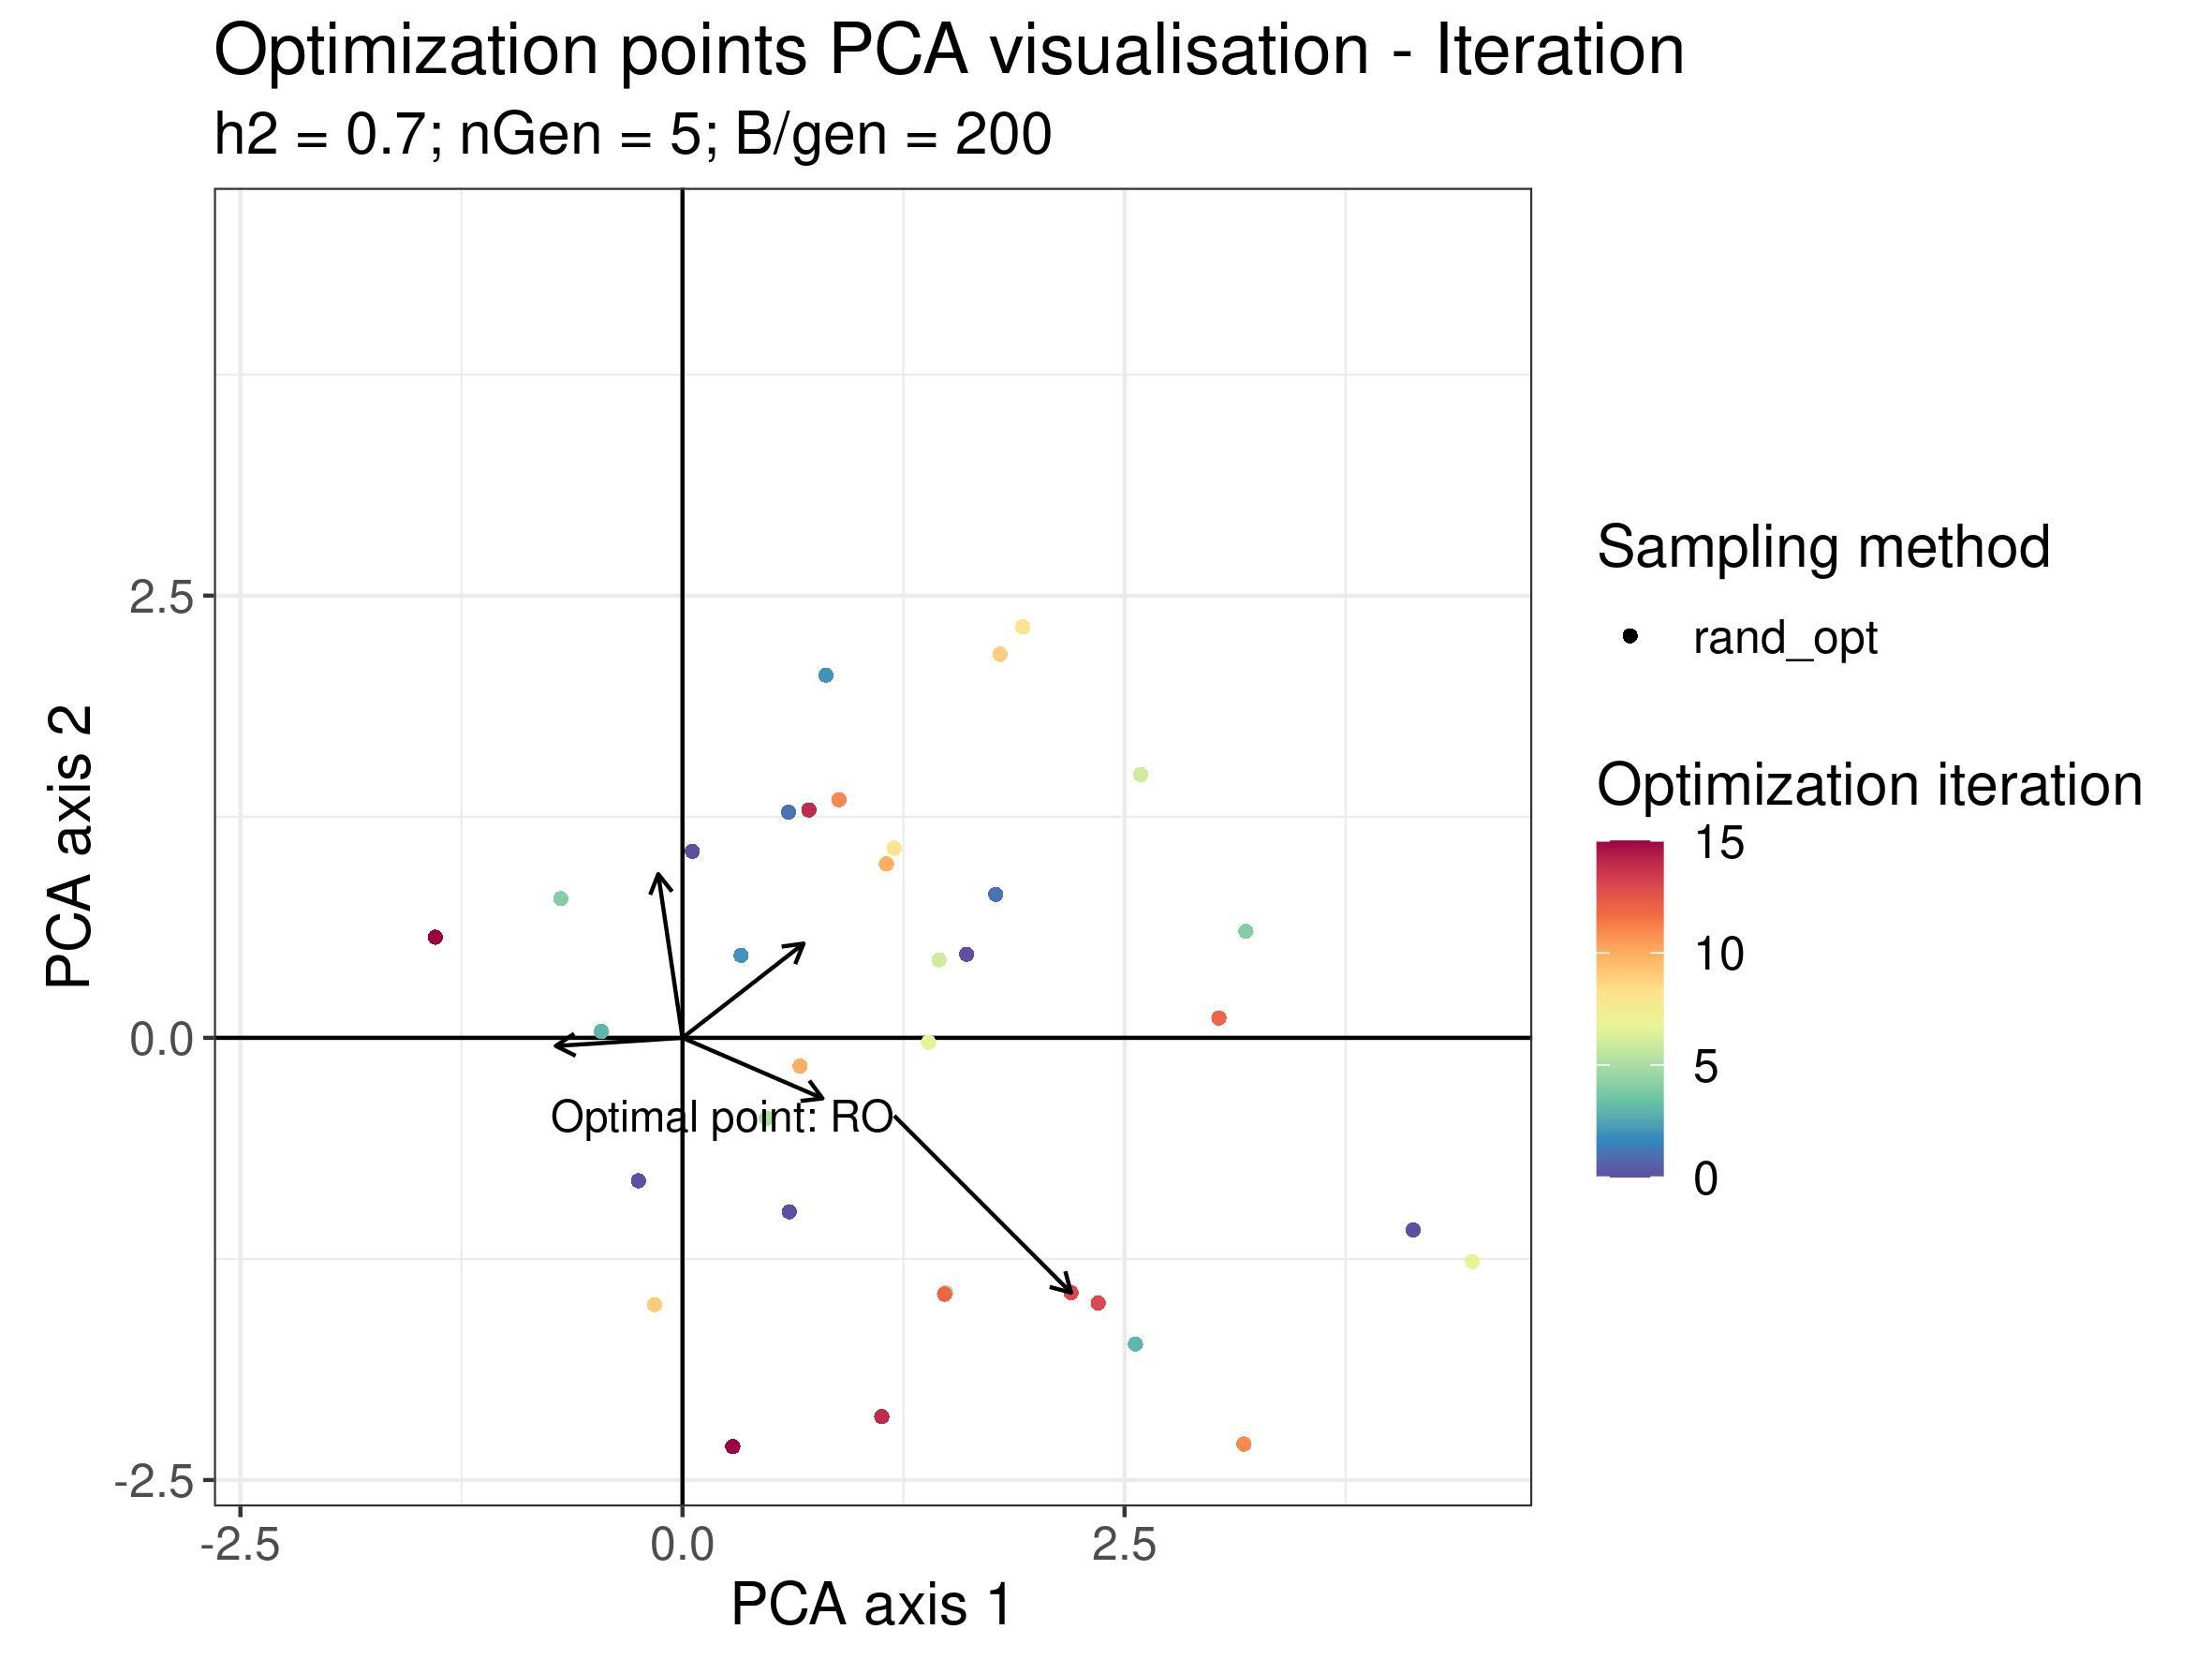 Optimization points PCA visualisation - Iteration
h2 = 0.7; nGen = 5; B/gen = 200
PCA axis 2
2.5
0.0
-2.5
Optimal point: RO
-2.5
0.0
2.5
PCA axis 1
Sampling method
rand_opt
Optimization iteration
15
10
5
0